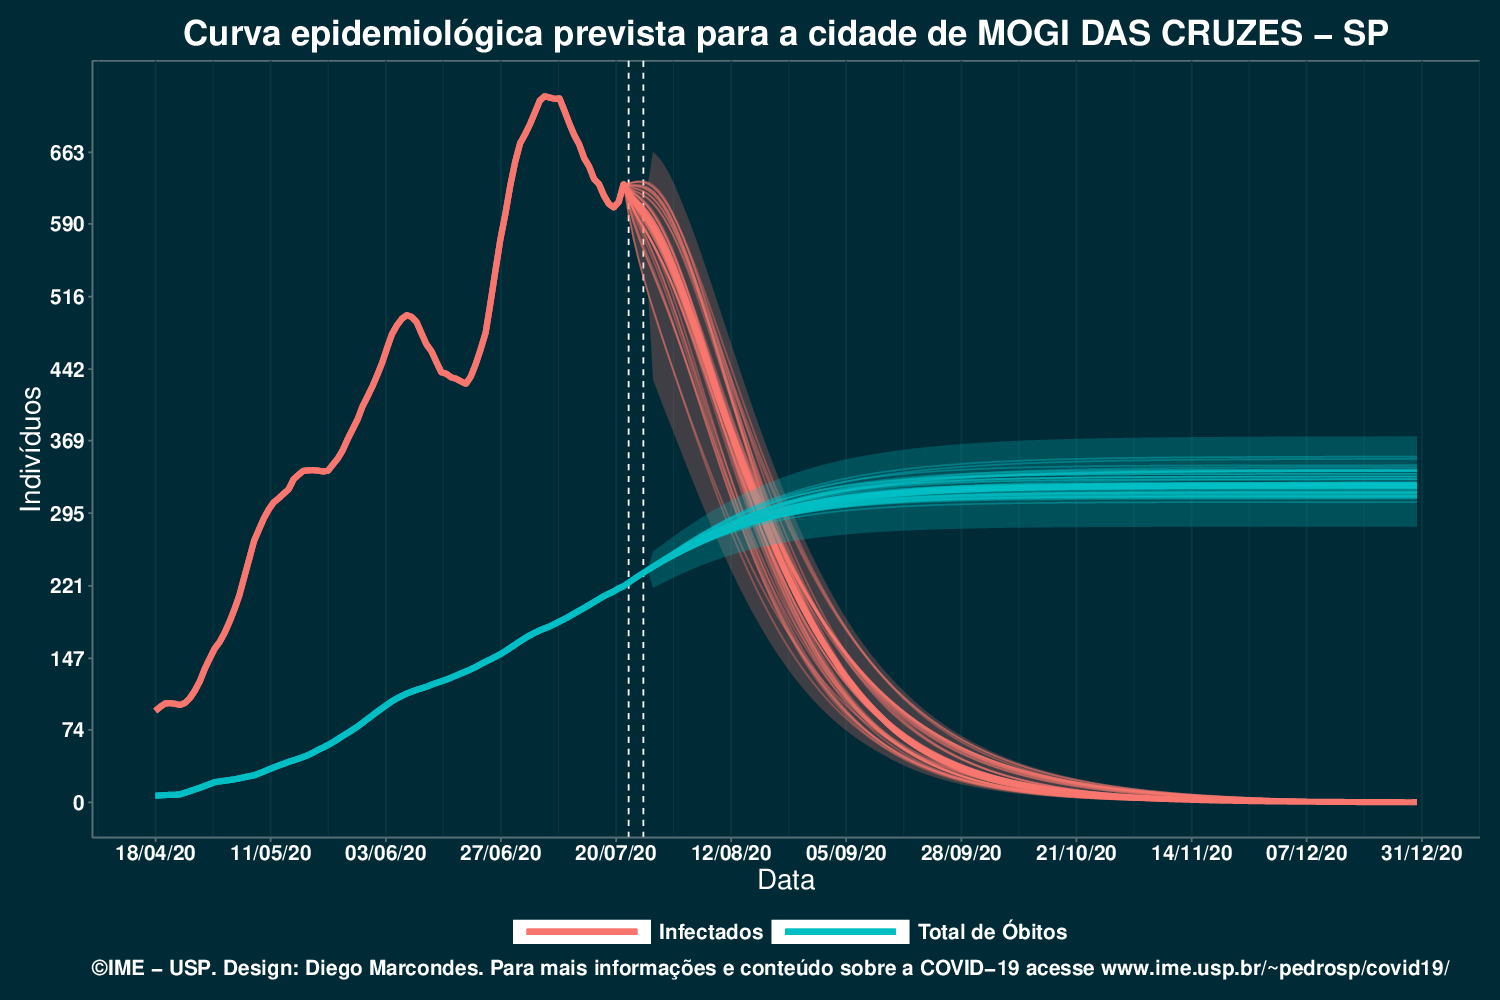 Curva epidemiológica prevista para a cidade de MOGI DAS CRUZES – SP
Indivíduos
663
590
516
442
369
295
221
147
74
0
18/04/20 11/05/20 03/06/20 27/06/20 20/07/20 12/08/20 05/09/20 28/09/20 21/10/20 14/11/20 07/12/20 31/12/20
Data
Infectados Total de Óbitos
©IME – USP. Design: Diego Marcondes. Para mais informações e conteúdo sobre a COVID–19 acesse www.ime.usp.br/~pedrosp/covid19/